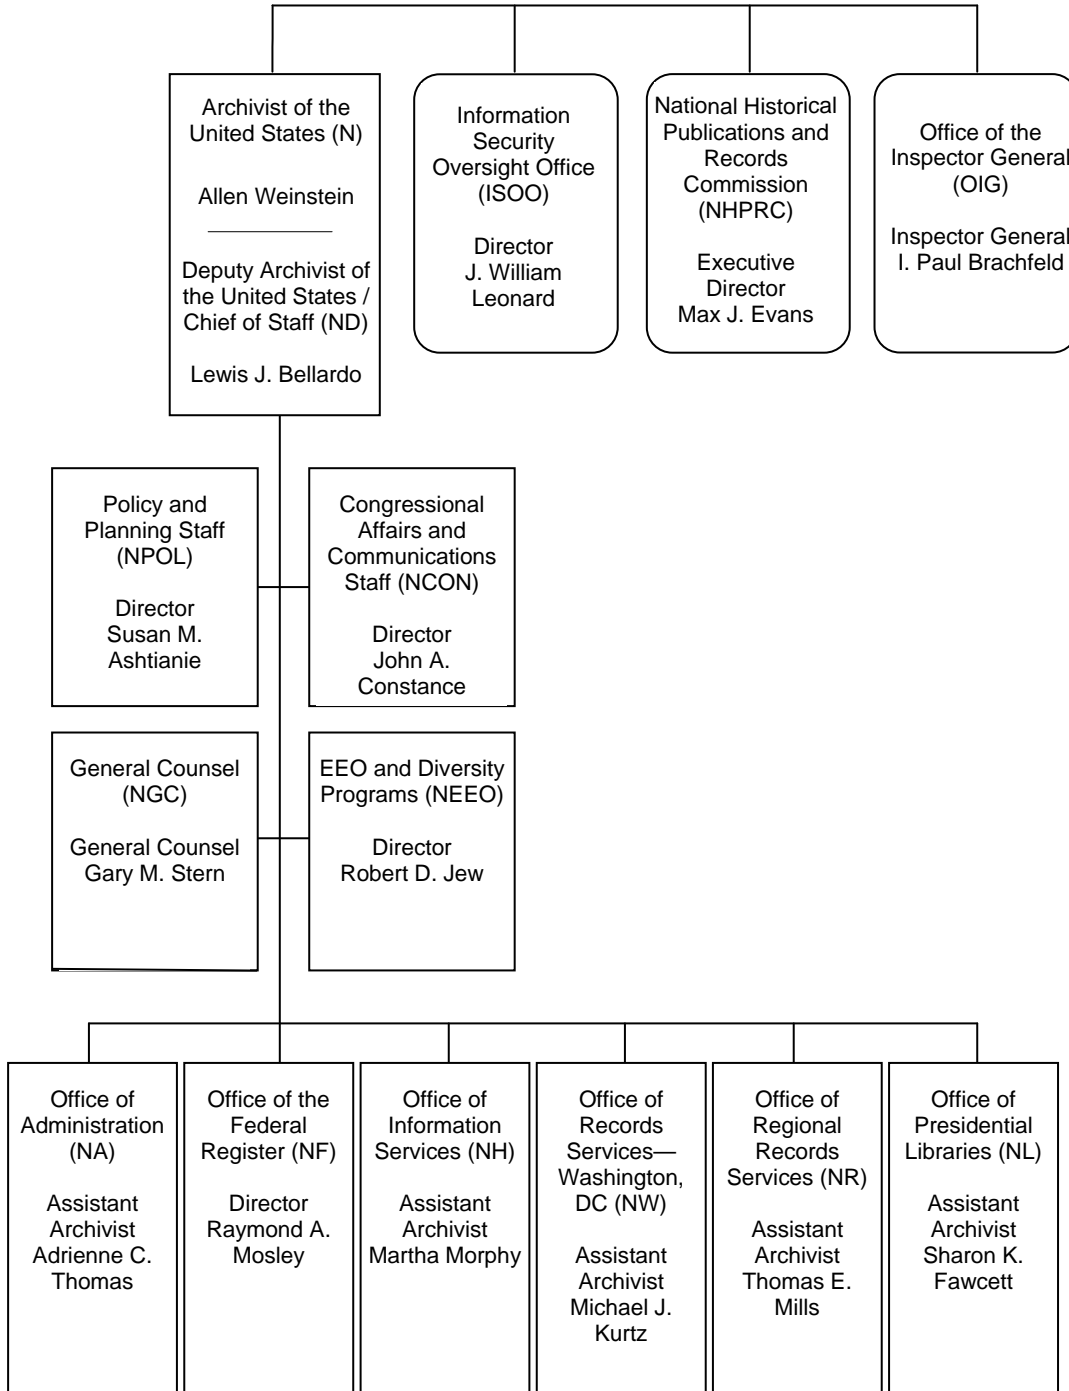 Archivist of the
United States (N)
Allen Weinstein
Deputy Archivist of
the United States /
Chief of Staff (ND)
Lewis J. Bellardo
Information
Security
Oversight Office
(ISOO)
Director
J. William
Leonard
National Historical
Publications and
Records
Commission
(NHPRC)
Executive
Director
Max J. Evans
Office of the
Inspector General
(OIG)
Inspector General
I. Paul Brachfeld
Policy and
Planning Staff
(NPOL)
Director
Susan M.
Ashtianie
Congressional
Affairs and
Communications
Staff (NCON)
Director
John A.
Constance
General Counsel
(NGC)
General Counsel
Gary M. Stern
EEO and Diversity
Programs (NEEO)
Director
Robert D. Jew
Office of
Administration
(NA)
Assistant
Archivist
Adrienne C.
Thomas
Office of the
Federal
Register (NF)
Director
Raymond A.
Mosley
Office of
Information
Services (NH)
Assistant
Archivist
Martha Morphy
Office of
Records
Services—
Washington,
DC (NW)
Assistant
Archivist
Michael J.
Kurtz
Office of
Regional
Records
Services (NR)
Assistant
Archivist
Thomas E.
Mills
Office of
Presidential
Libraries (NL)
Assistant
Archivist
Sharon K.
Fawcett